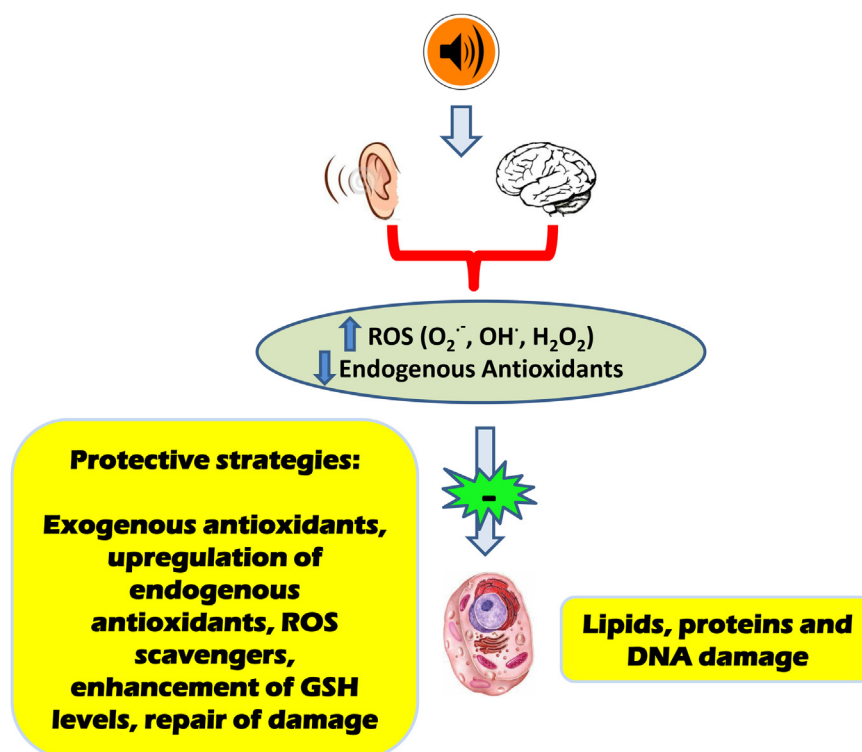 ROS (O₂·⁻, OH·, H₂O₂)
Endogenous Antioxidants
-
Protective strategies:
Exogenous antioxidants,
upregulation of
endogenous
antioxidants, ROS
scavengers,
enhancement of GSH
levels, repair of damage
Lipids, proteins and
DNA damage